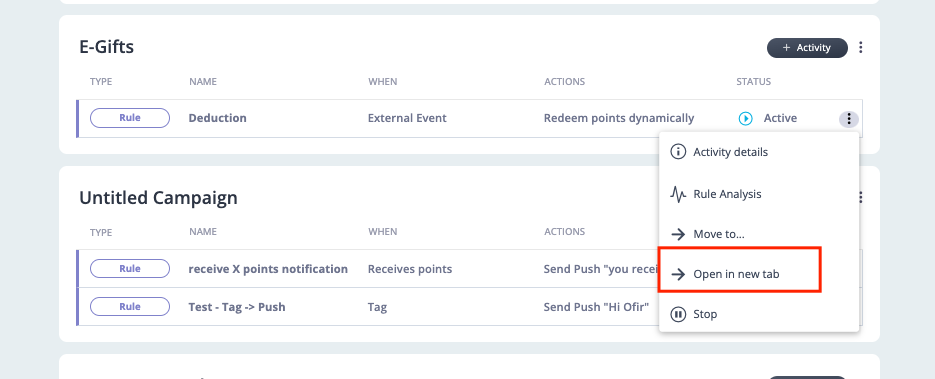 E-Gifts
+ Activity
TYPE NAME WHEN ACTIONS STATUS
Rule Deduction External Event Redeem points dynamically Active
Activity details
Untitled Campaign
Rule Analysis
TYPE NAME WHEN ACTIONS
Move to...
Rule receive X points notification Receives points Send Push "you recei
Open in new tab
Rule Test - Tag -> Push Tag Send Push "Hi Ofir"
Stop